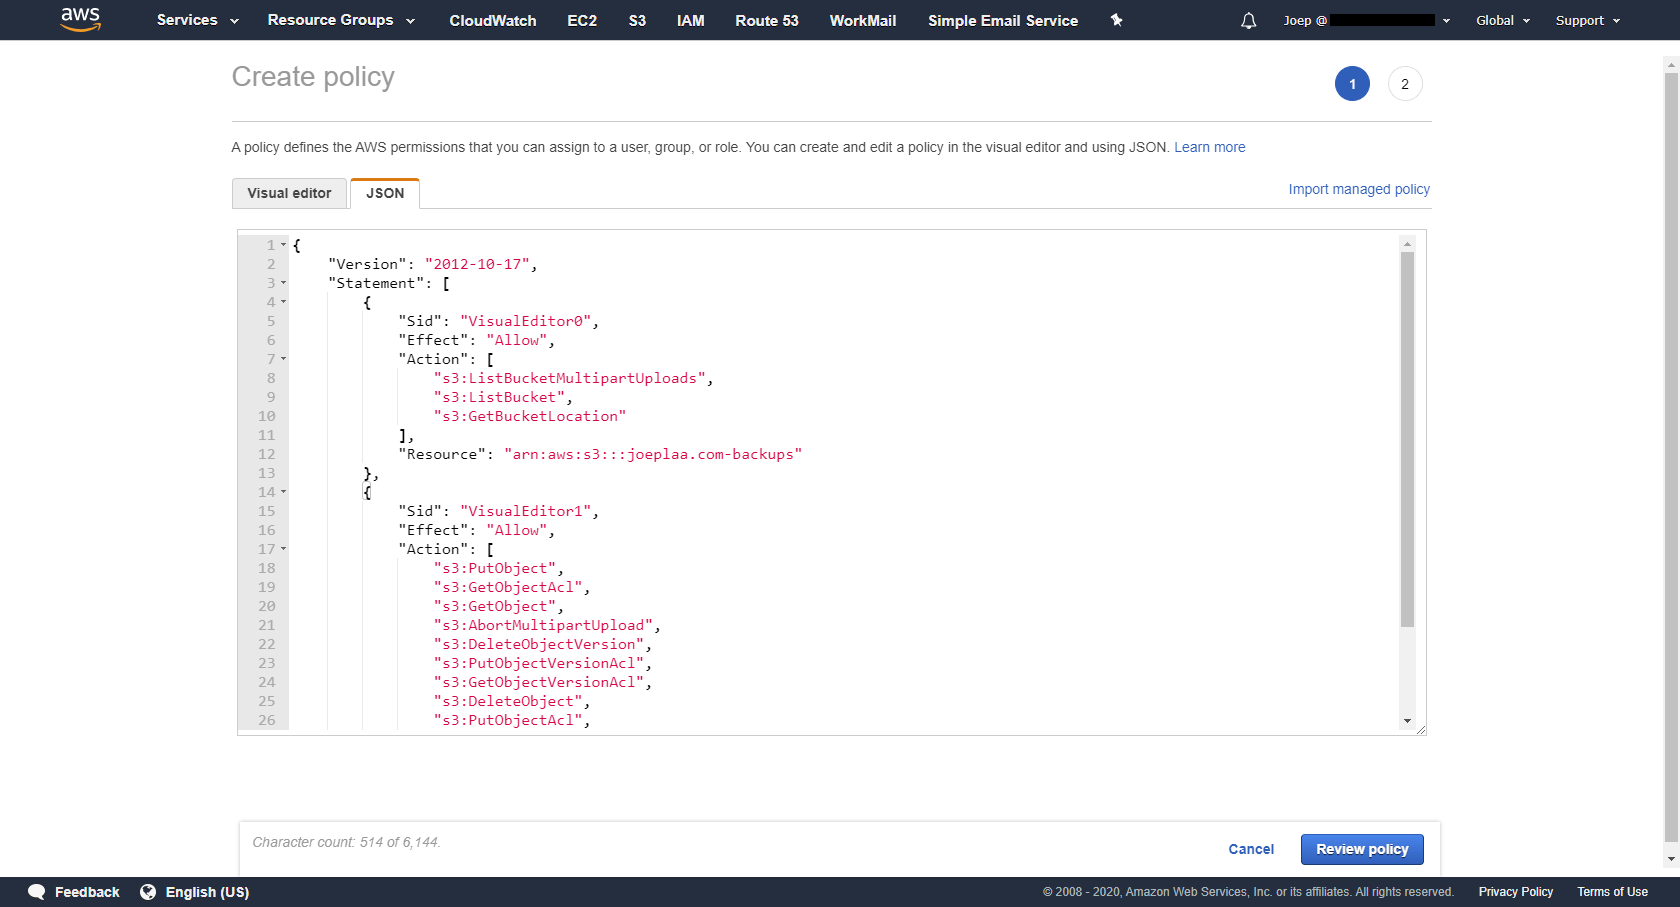 aws Services Resource Groups CloudWatch EC2 S3 IAM Route 53 WorkMail Simple Email Service Joep @ Global Support
Create policy
1 2
A policy defines the AWS permissions that you can assign to a user, group, or role. You can create and edit a policy in the visual editor and using JSON. Learn more
Visual editor JSON Import managed policy
1 {
2 "Version": "2012-10-17",
3 "Statement": [
4 {
5 "Sid": "VisualEditor0",
6 "Effect": "Allow",
7 "Action": [
8 "s3:ListBucketMultipartUploads",
9 "s3:ListBucket",
10 "s3:GetBucketLocation"
11 ],
12 "Resource": "arn:aws:s3:::joeplaa.com-backups"
13 },
14 {
15 "Sid": "VisualEditor1",
16 "Effect": "Allow",
17 "Action": [
18 "s3:PutObject",
19 "s3:GetObjectAcl",
20 "s3:GetObject",
21 "s3:AbortMultipartUpload",
22 "s3:DeleteObjectVersion",
23 "s3:PutObjectVersionAcl",
24 "s3:GetObjectVersionAcl",
25 "s3:DeleteObject",
26 "s3:PutObjectAcl",
Character count: 514 of 6,144.
Cancel Review policy
Feedback English (US) © 2008 - 2020, Amazon Web Services, Inc. or its affiliates. All rights reserved. Privacy Policy Terms of Use